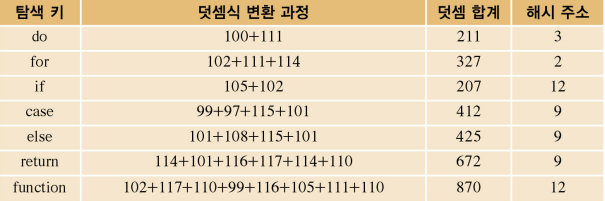 탐색 키 덧셈식 변환 과정 덧셈 합계 해시 주소
do 100+111 211 3
for 102+111+114 327 2
if 105+102 207 12
case 99+97+115+101 412 9
else 101+108+115+101 425 9
return 114+101+116+117+114+110 672 9
function 102+117+110+99+116+105+111+110 870 12